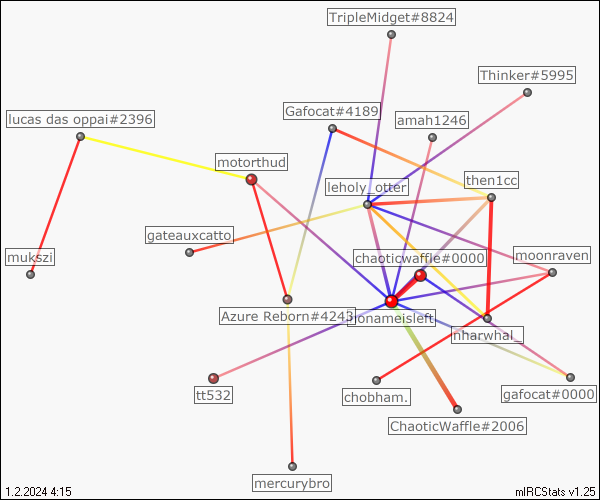 TripleMidget#8824
Thinker#5995
Gafocat#4189
amah1246
lucas das oppai#2396
motorthud
leholy_otter
then1cc
gateauxcatto
chaoticwaffle#0000
moonraven
mukszi
Azure Reborn#4243
jonameisleft
nharwhal_
tt532
chobham.
gafocat#0000
ChaoticWaffle#2006
mercurybro
1.2.2024 4:15
mIRCStats v1.25